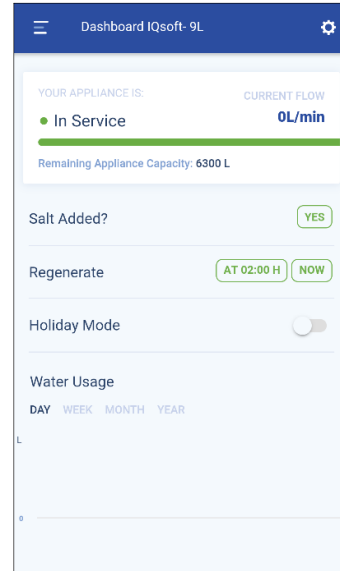 Dashboard IQsoft- 9L
YOUR APPLIANCE IS:
CURRENT FLOW
In Service
0L/min
Remaining Appliance Capacity: 6300 L
Salt Added?
YES
Regenerate
AT 02:00 H
NOW
Holiday Mode
Water Usage
DAY WEEK MONTH YEAR
L
0